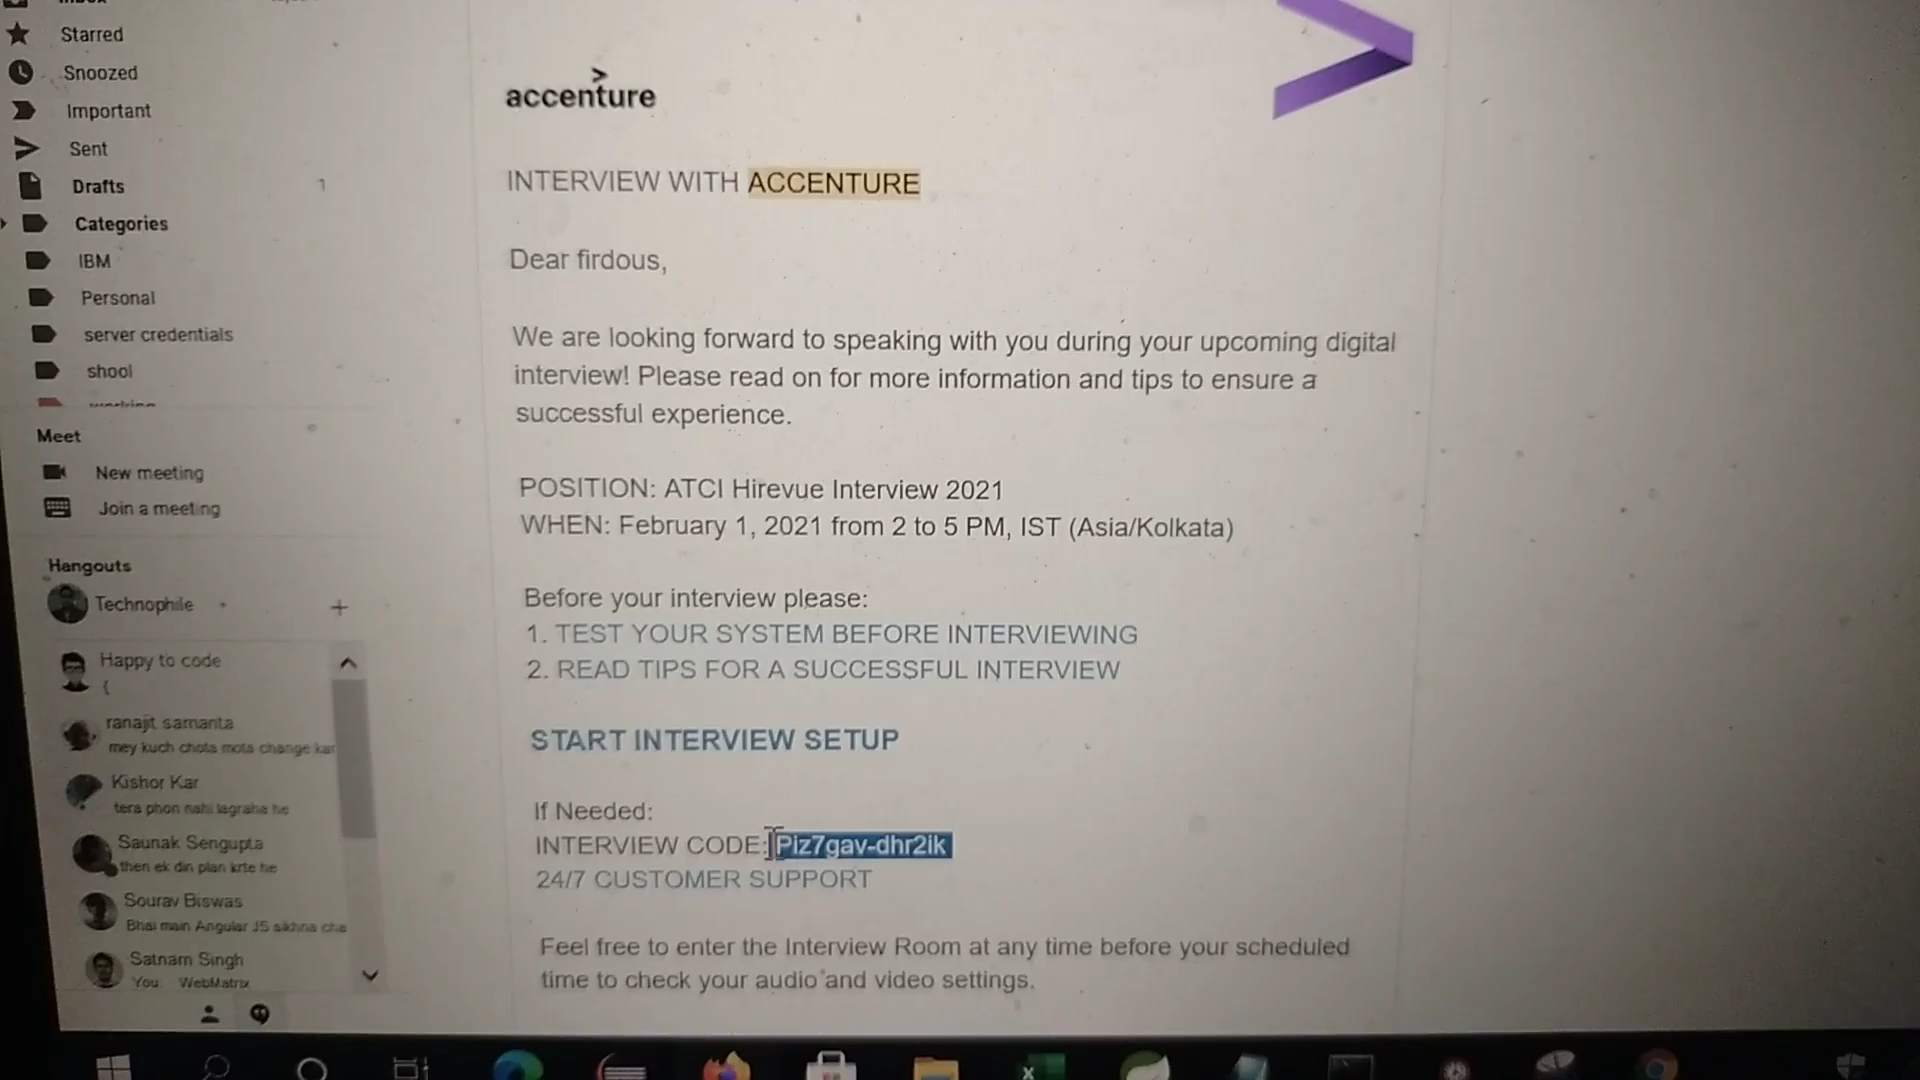 Starred
Snoozed
Important
Sent
Drafts 1
Categories
IBM
Personal
server credentials
shool
Meet
New meeting
Join a meeting
Hangouts
Technophile
Happy to code
{
ranajit samanta
mey kuch chota mota change kar
Kishor Kar
tera phon nahi lagraha he
Saunak Sengupta
then ek din plan krte he
Sourav Biswas
Bhai main Angular JS sikhna cha
Satnam Singh
You: WebMatrix
accenture
INTERVIEW WITH ACCENTURE
Dear firdous,
We are looking forward to speaking with you during your upcoming digital
interview! Please read on for more information and tips to ensure a
successful experience.
POSITION: ATCI Hirevue Interview 2021
WHEN: February 1, 2021 from 2 to 5 PM, IST (Asia/Kolkata)
Before your interview please:
1. TEST YOUR SYSTEM BEFORE INTERVIEWING
2. READ TIPS FOR A SUCCESSFUL INTERVIEW
START INTERVIEW SETUP
If Needed:
INTERVIEW CODE: Piz7gav-dhr2ik
24/7 CUSTOMER SUPPORT
Feel free to enter the Interview Room at any time before your scheduled
time to check your audio and video settings.